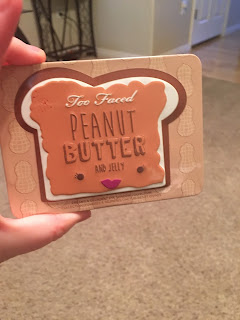 Too Faced
PEANUT
BUTTER
AND JELLY